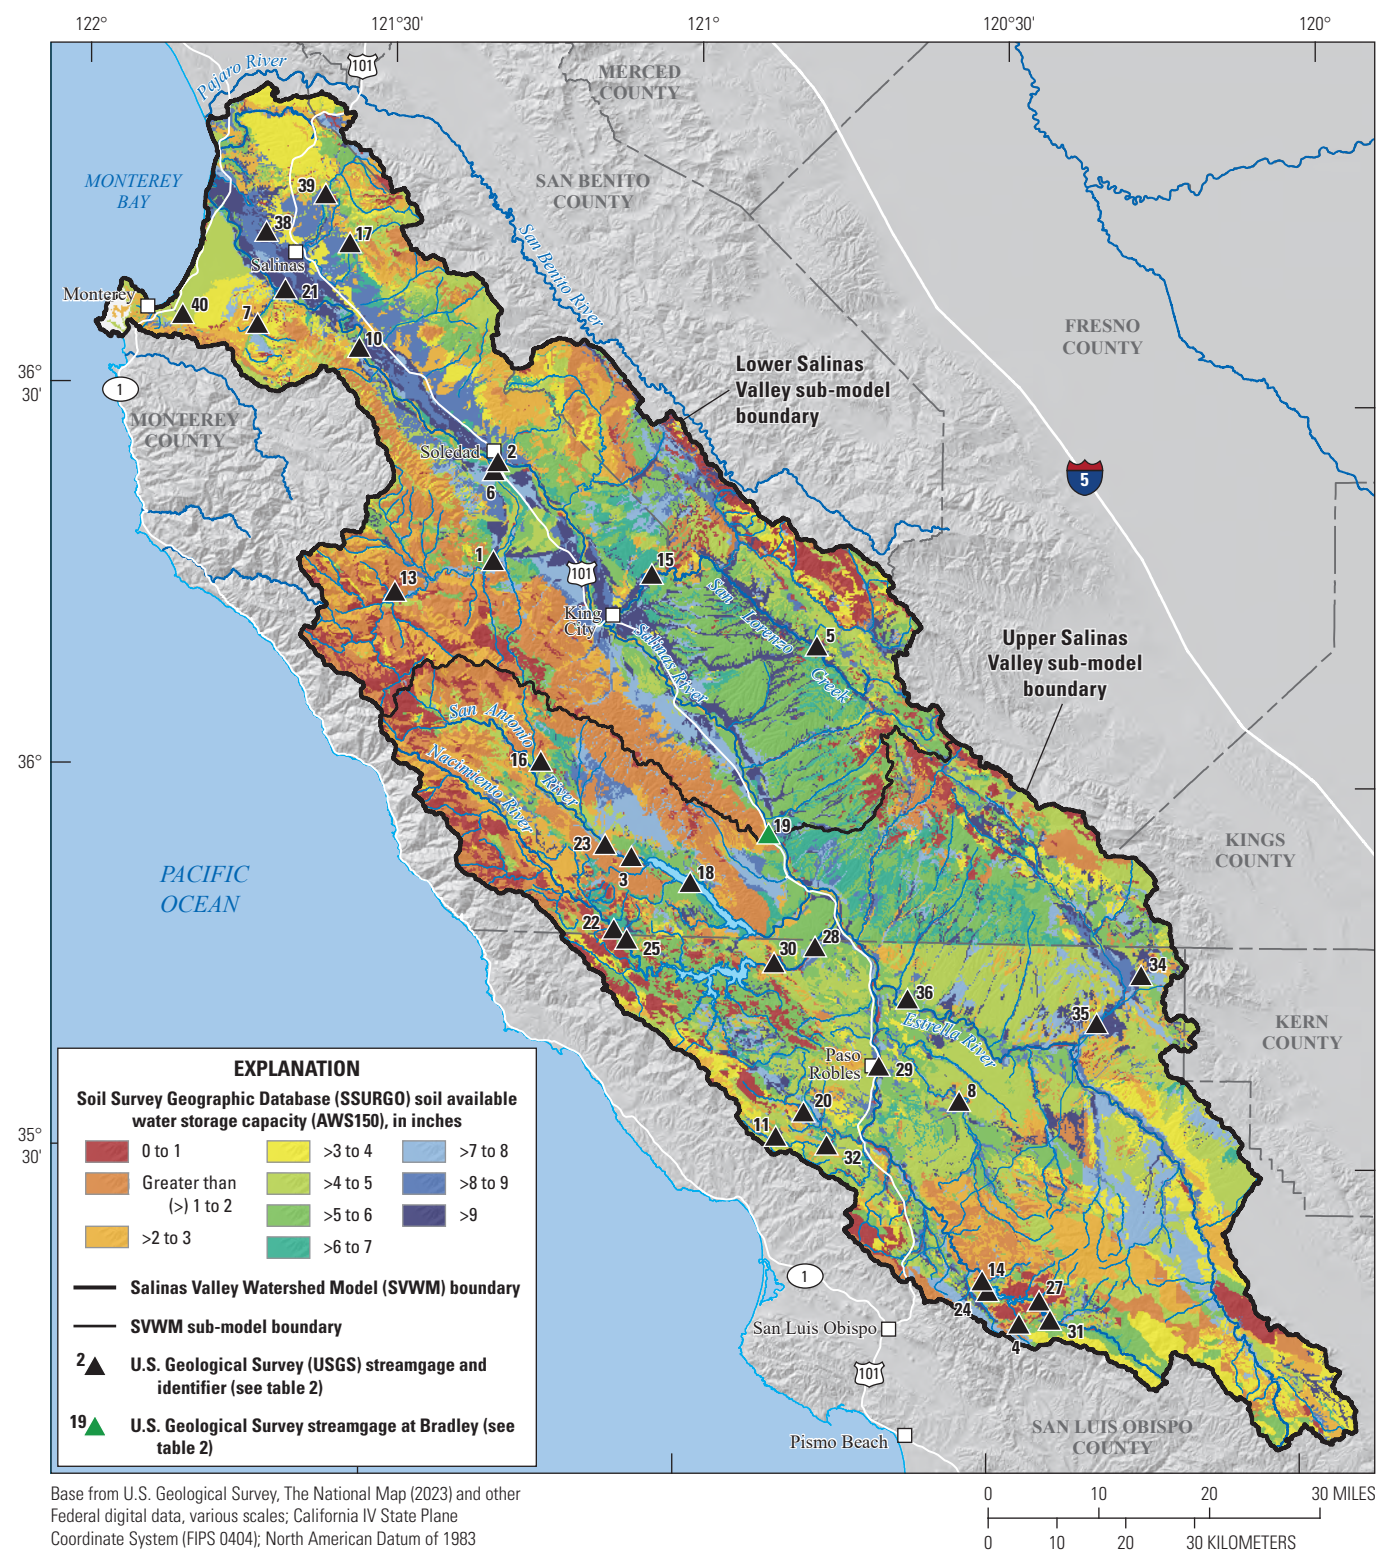 122°
121°30'
121°
120°30'
120°
Pajaro River
101
MERCED
COUNTY
MONTEREY
BAY
SAN BENITO
COUNTY
39
38
17
Salinas
San Benito River
21
Monterey
40
7
10
FRESNO
COUNTY
36°
30'
1
Lower Salinas
Valley sub-model
boundary
MONTEREY
COUNTY
Soledad
2
6
5
1
15
13
101
San Lorenzo Creek
King
City
Salinas River
5
Upper Salinas
Valley sub-model
boundary
San Antonio River
36°
16
Nacimiento River
19
23
3
18
KINGS
COUNTY
PACIFIC
OCEAN
22
25
28
30
34
36
35
Estrella River
KERN
COUNTY
Paso
Robles
29
8
20
11
32
35°
30'
EXPLANATION
Soil Survey Geographic Database (SSURGO) soil available
water storage capacity (AWS150), in inches
0 to 1
Greater than
(>) 1 to 2
>2 to 3
>3 to 4
>4 to 5
>5 to 6
>6 to 7
>7 to 8
>8 to 9
>9
Salinas Valley Watershed Model (SVWM) boundary
SVWM sub-model boundary
2
U.S. Geological Survey (USGS) streamgage and
identifier (see table 2)
19
U.S. Geological Survey streamgage at Bradley (see
table 2)
14
24
27
4
31
1
San Luis Obispo
101
Pismo Beach
SAN LUIS OBISPO
COUNTY
Base from U.S. Geological Survey, The National Map (2023) and other
Federal digital data, various scales; California IV State Plane
Coordinate System (FIPS 0404); North American Datum of 1983
0 10 20 30 MILES
0 10 20 30 KILOMETERS